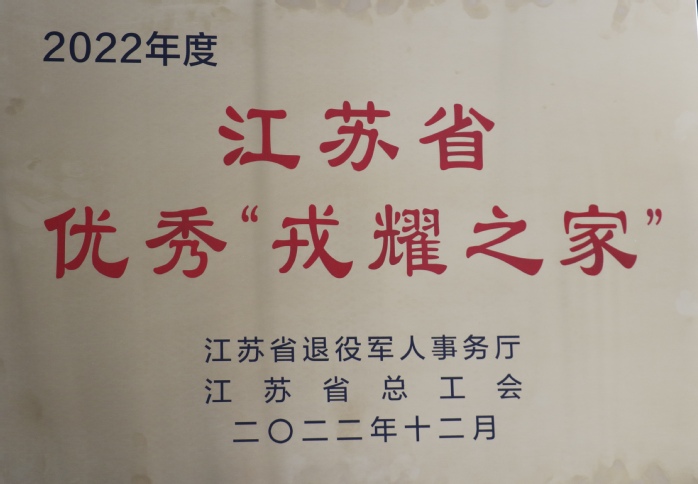 2022年度
江苏省
优秀“戎耀之家”
江苏省退役军人事务厅
江苏省总工会
二〇二二年十二月